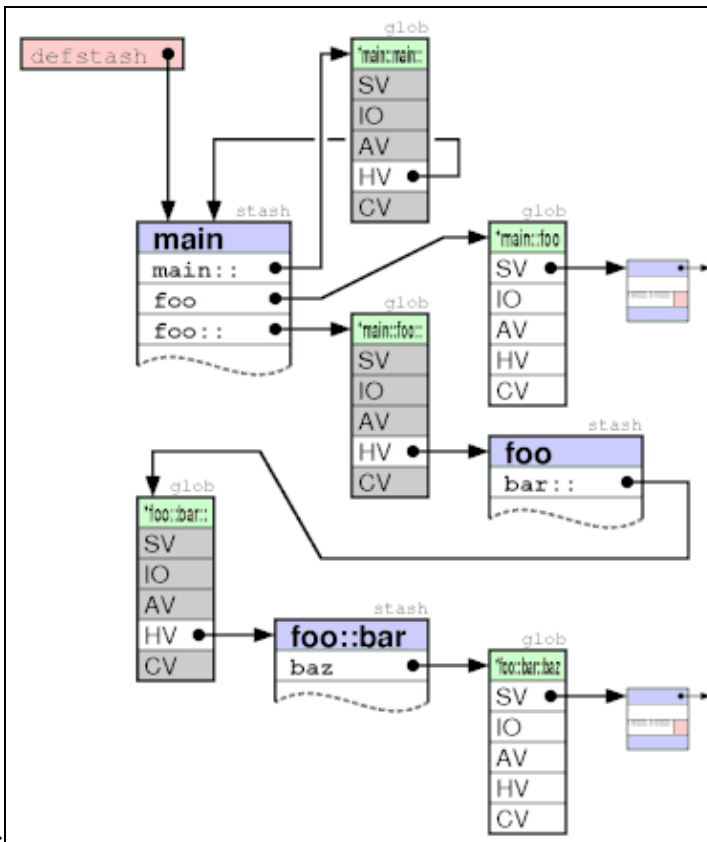 glob
defstash
*main::main::
SV
IO
AV
HV
CV
stash
main
main::
foo
foo::
glob
*main::foo
SV
IO
AV
HV
CV
glob
*main::foo::
SV
IO
AV
HV
CV
stash
foo
bar::
glob
*foo::bar::
SV
IO
AV
HV
CV
stash
foo::bar
baz
glob
*foo::bar::baz
SV
IO
AV
HV
CV